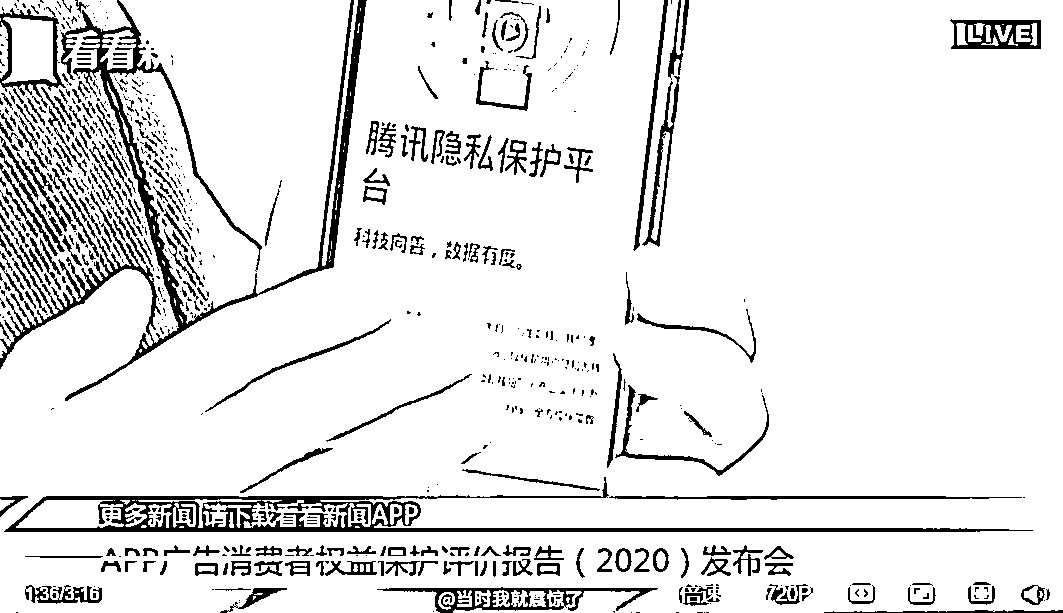 看看新
LIVE
腾讯隐私保护平
台
科技向善，数据有度。
更多新闻 请下载看看新闻APP
APP广告消费者权益保护评价报告（2020）发布会
1:36/3:16
@当时我就震惊了
倍速
720P